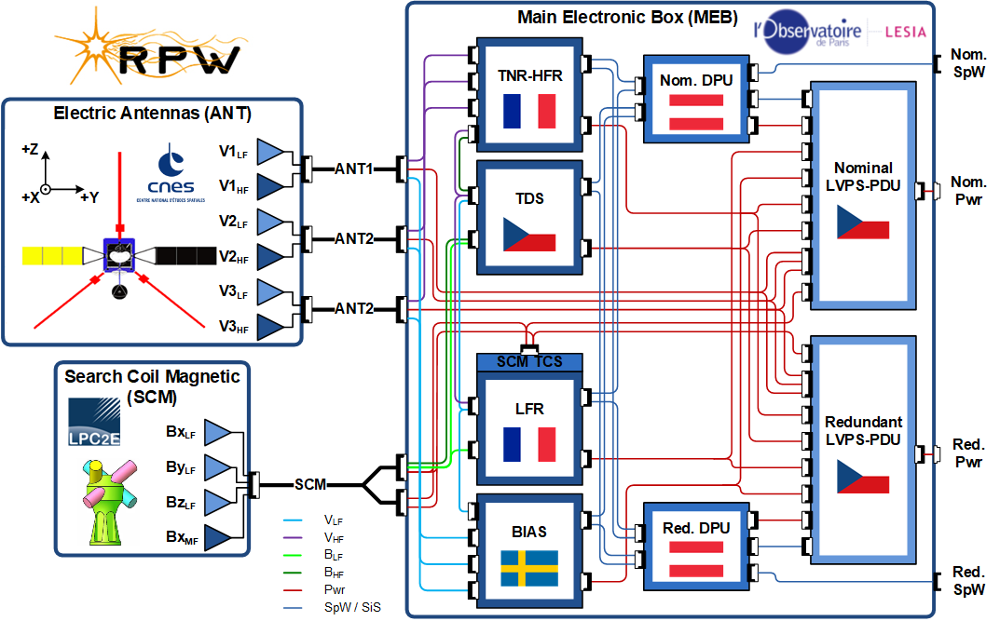 RPW
Main Electronic Box (MEB)
l'Observatoire
de Paris
LESIA
Electric Antennas (ANT)
+Z
+X
+Y
cnes
CENTRE NATIONAL D'ÉTUDES SPATIALES
V1LF
V1HF
V2LF
V2HF
V3LF
V3HF
ANT1
ANT2
ANT2
Search Coil Magnetic
(SCM)
LPC2E
BxLF
ByLF
BzLF
BxMF
SCM
VLF
VHF
BLF
BHF
Pwr
SpW / SiS
TNR-HFR
TDS
SCM TCS
LFR
BIAS
Nom. DPU
Red. DPU
Nominal
LVPS-PDU
Redundant
LVPS-PDU
Nom.
SpW
Nom.
Pwr
Red.
Pwr
Red.
SpW